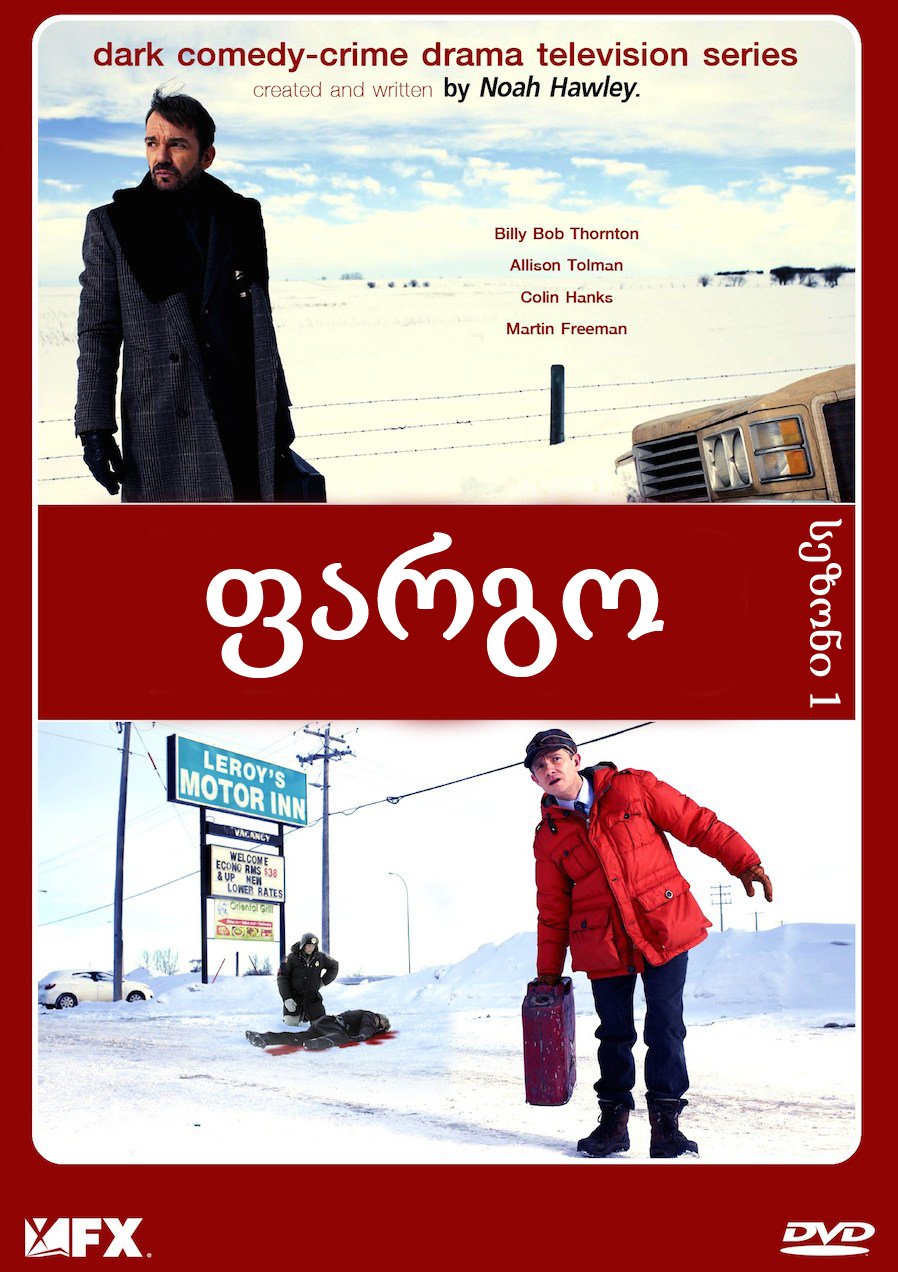 dark comedy-crime drama television series
created and written by Noah Hawley.
Billy Bob Thornton
Allison Tolman
Colin Hanks
Martin Freeman
ფარგო
სეზონი 1
LEROY'S
MOTOR INN
VACANCY
WELCOME
ECONO RMS $38
& UP NEW
LOWER RATES
Oriental Grill
FX
DVD